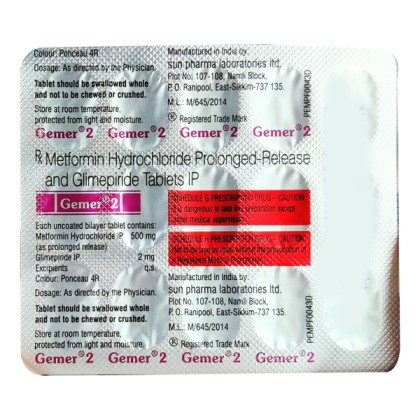 Colour: Ponceau 4R
Dosage: As directed by the Physician.
Tablet should be swallowed whole
and not to be chewed or crushed.
Store at room temperature,
protected from light and moisture.
Manufactured in India by:
sun pharma laboratories ltd.
Plot No. 107-108, Namli Block,
P. O. Ranipool, East-Sikkim-737 135.
M.L.: M/645/2014
® Registered Trade Mark
PEMPF00430
Gemer®2 Gemer®2 Gemer®2 Gemer®2
Rx Metformin Hydrochloride Prolonged-Release
and Glimepiride Tablets IP
Gemer®2
Each uncoated bilayer tablet contains:
Metformin Hydrochloride IP 500 mg
(as prolonged release)
Glimepiride IP 2 mg
Excipients q.s.
Colour: Ponceau 4R
Dosage: As directed by the Physician.
Tablet should be swallowed whole
and not to be chewed or crushed.
Store at room temperature,
protected from light and moisture.
SCHEDULE G PRESCRIPTION DRUG - CAUTION
It is dangerous to take this preparation except
under medical supervision.
SCHEDULE H PRESCRIPTION DRUG - CAUTION
Not to be sold by retail without the prescription of
a Registered Medical Practitioner.
Manufactured in India by:
sun pharma laboratories ltd.
Plot No. 107-108, Namli Block,
P. O. Ranipool, East-Sikkim-737 135.
M.L.: M/645/2014
® Registered Trade Mark
PEMPF00430
Gemer®2 Gemer®2 Gemer®2 Gemer®2